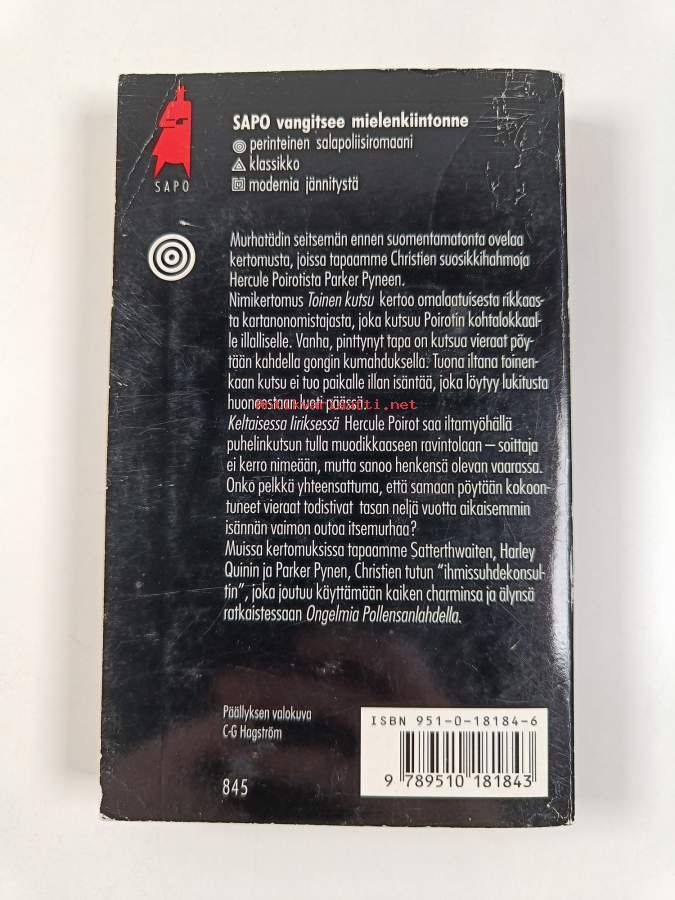 SAPO vangitsee mielenkiintonne
perinteinen salapoliisiromaani
klassikko
modernia jännitystä
SAPO
Murhatädin seitsemän ennen suomentamatonta ovelaa
kertomusta, joissa tapaamme Christien suosikkihahmoja
Hercule Poirotista Parker Pyneen.
Nimikertomus Toinen kutsu kertoo omalaatuisesta rikkaas-
ta kartanonomistajasta, joka kutsuu Poirotin kohtalokkaal-
le illalliselle. Vanha, pinttynyt tapa on kutsua vieraat pöy-
tään kahdella gongin kumahduksella. Tuona iltana toinen-
kaan kutsu ei tuo paikalle illan isäntää, joka löytyy lukitusta
huoneestaan luoti päässä.
Keltaisessa Iiriksessä Hercule Poirot saa iltamyöhällä
puhelinkutsun tulla muodikkaaseen ravintolaan — soittaja
ei kerro nimeään, mutta sanoo henkensä olevan vaarassa.
Onko pelkkä yhteensattuma, että samaan pöytään kokoon-
tuneet vieraat todistivat tasan neljä vuotta aikaisemmin
isännän vaimon outoa itsemurhaa?
Muissa kertomuksissa tapaamme Satterthwaiten, Harley
Quinin ja Parker Pynen, Christien tutun "ihmissuhdekonsul-
tin", joka joutuu käyttämään kaiken charminsa ja älynsä
ratkaistessaan Ongelmia Pollensanlahdella.
Päällyksen valokuva
C-G Hagström
845
ISBN 951-0-18184-6
9 789510 181843